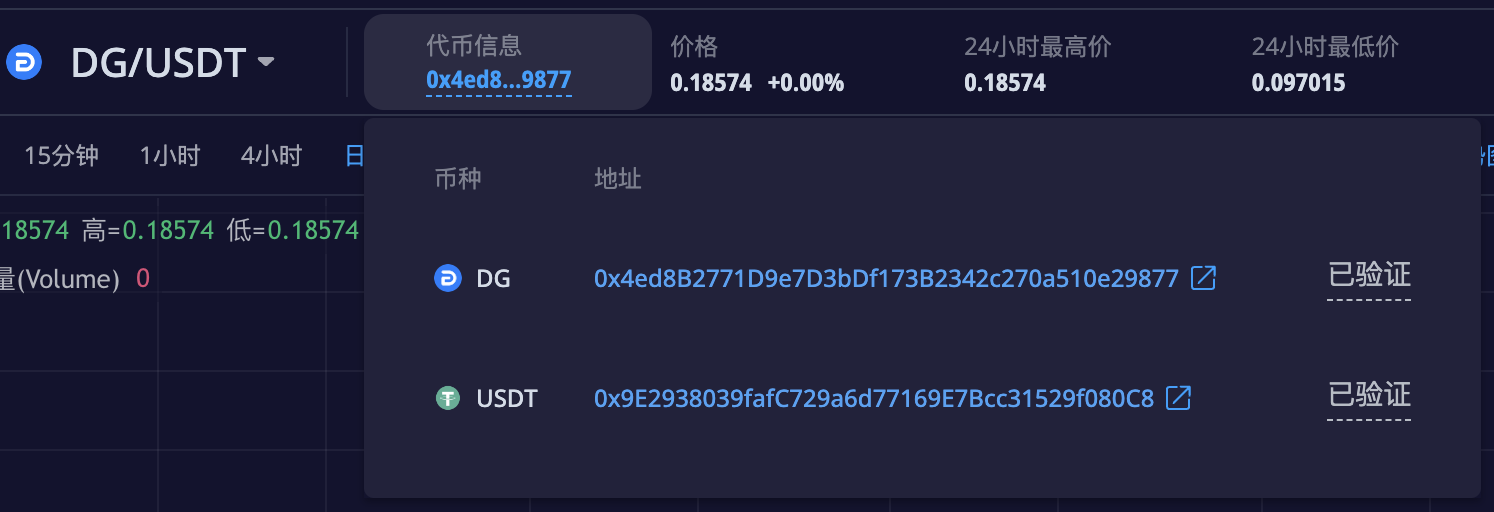 DG/USDT
代币信息
0x4ed8...9877
价格
0.18574 +0.00%
24小时最高价
0.18574
24小时最低价
0.097015
15分钟 1小时 4小时 日
18574 高=0.18574 低=0.18574
量(Volume) 0
币种 地址
DG 0x4ed8B2771D9e7D3bDf173B2342c270a510e29877 已验证
USDT 0x9E2938039fafC729a6d77169E7Bcc31529f080C8 已验证